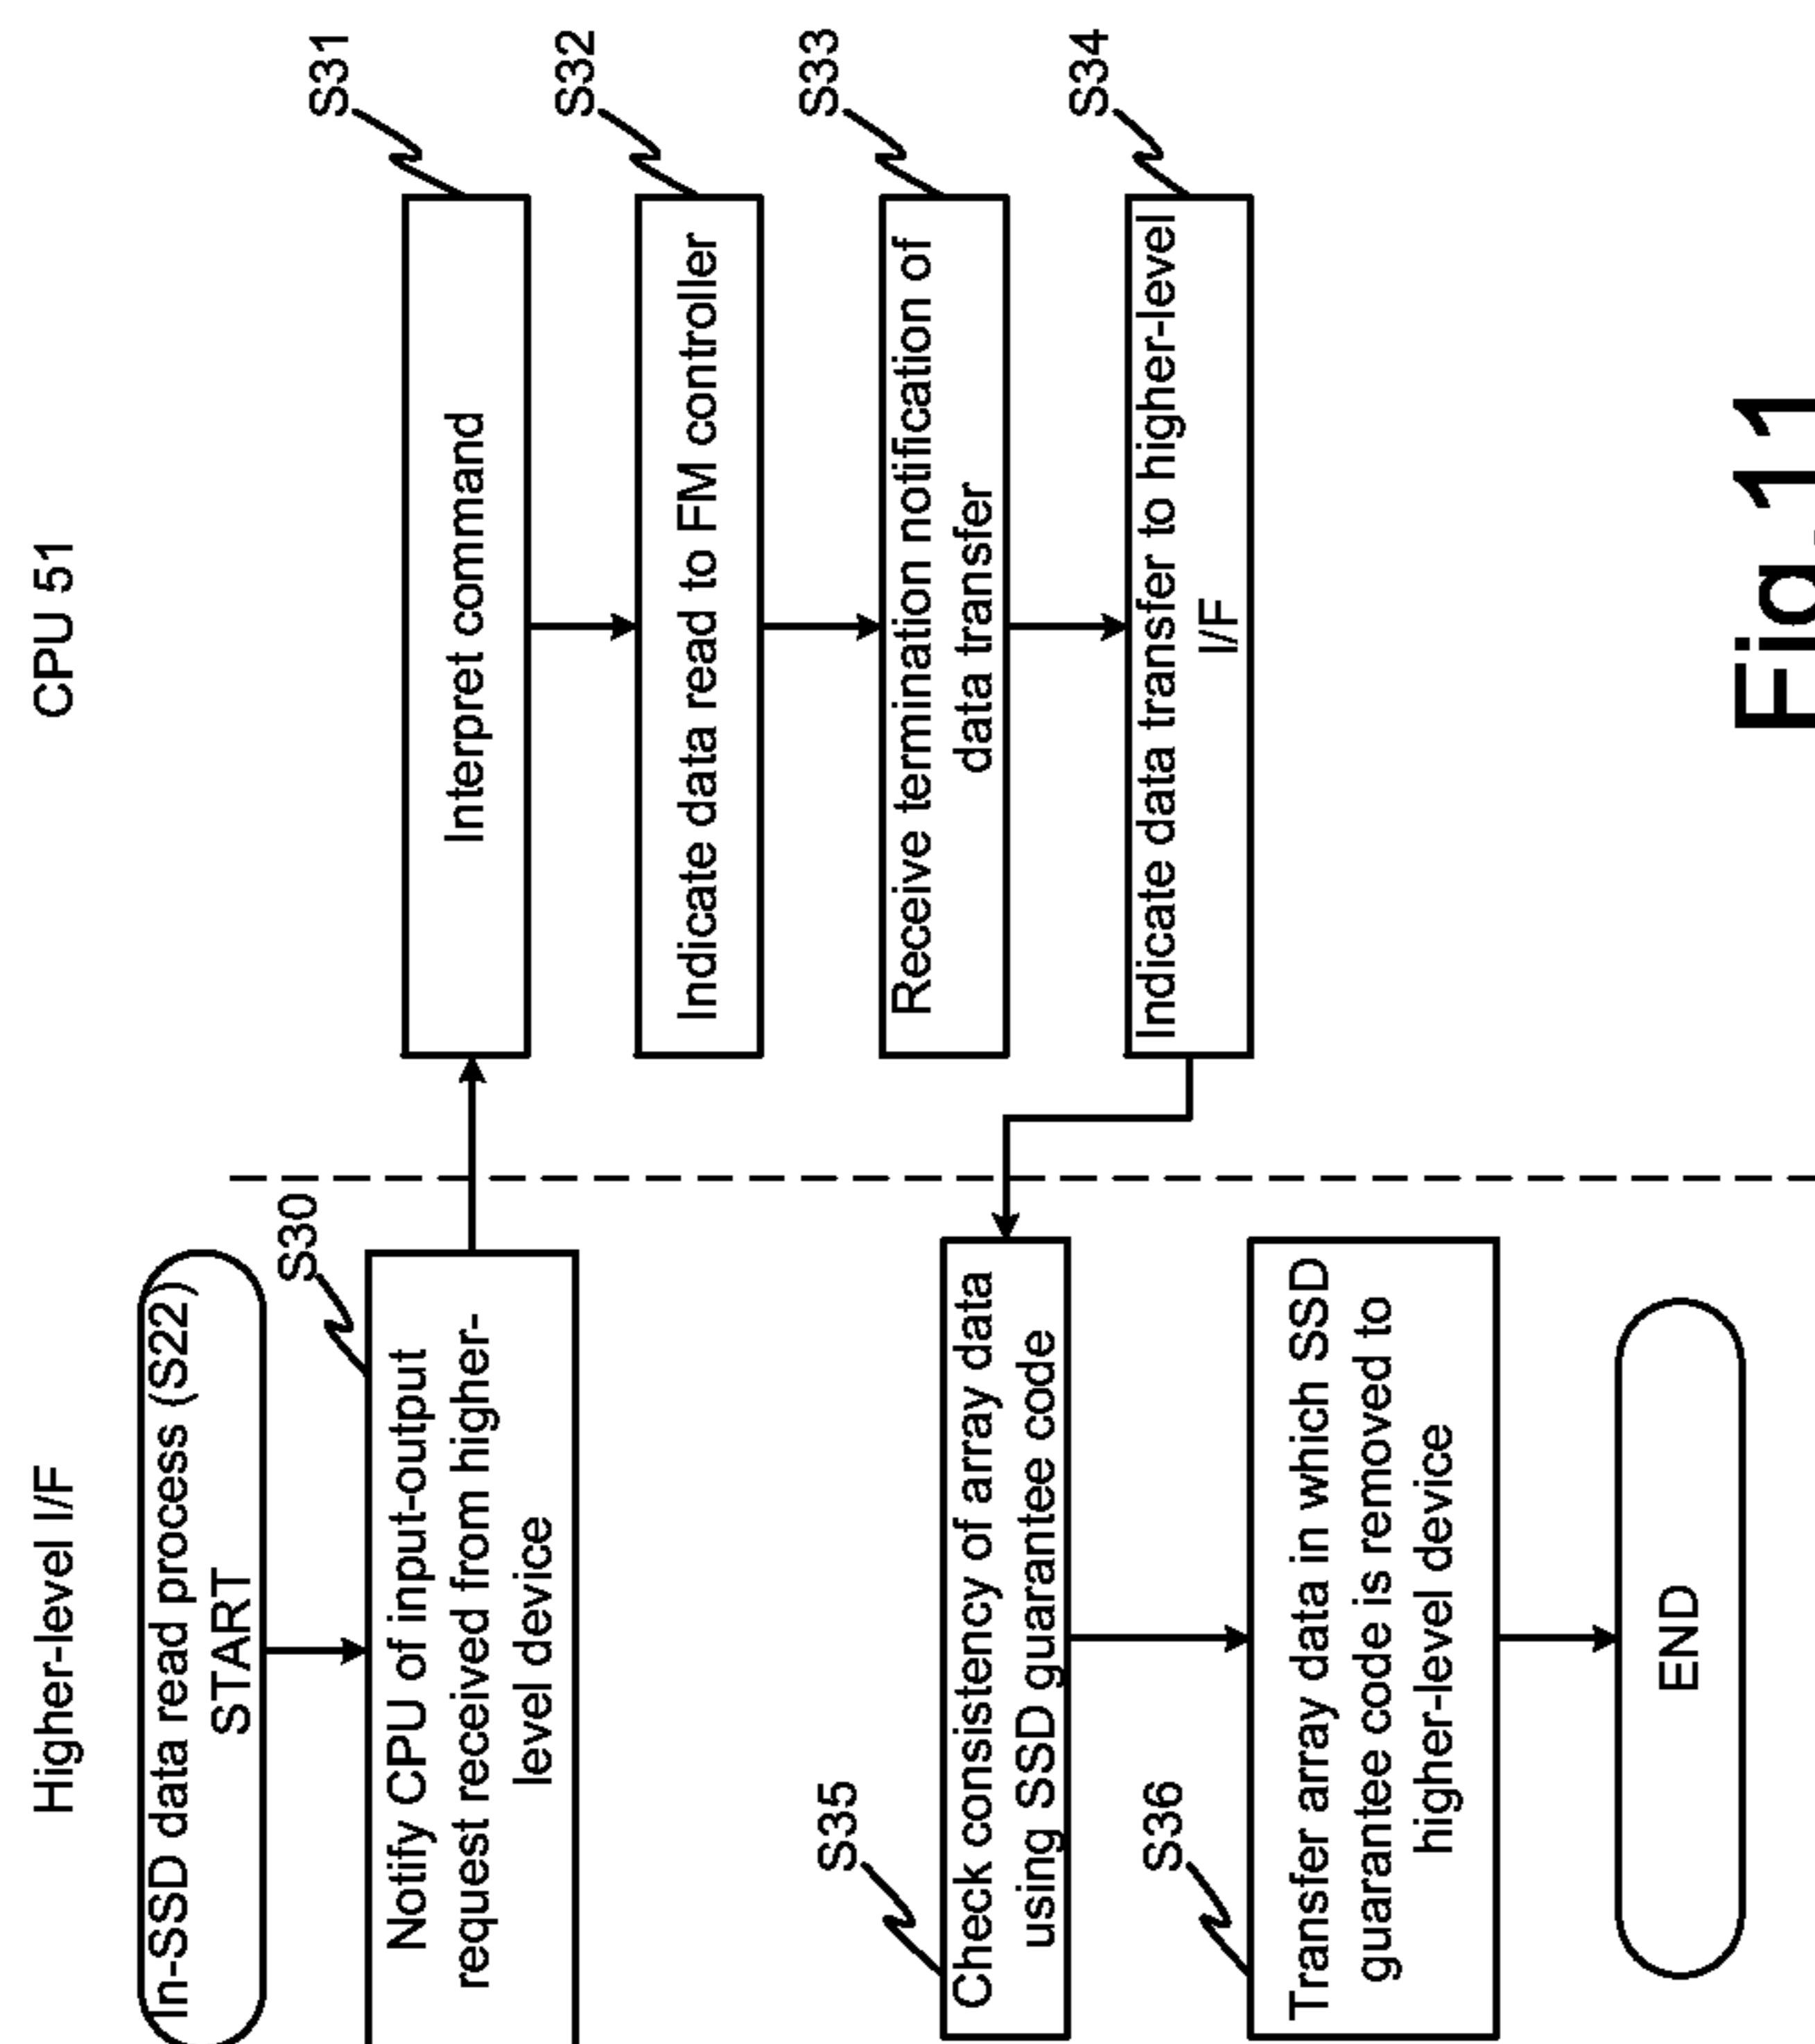 Higher-level I/F
CPU 51
In-SSD data read process (S22)
START
S30
Notify CPU of input-output
request received from higher-
level device
S31
Interpret command
S32
Indicate data read to FM controller
S33
Receive termination notification of
data transfer
S34
Indicate data transfer to higher-level
I/F
S35
Check consistency of array data
using SSD guarantee code
S36
Transfer array data in which SSD
guarantee code is removed to
higher-level device
END
Fig.11